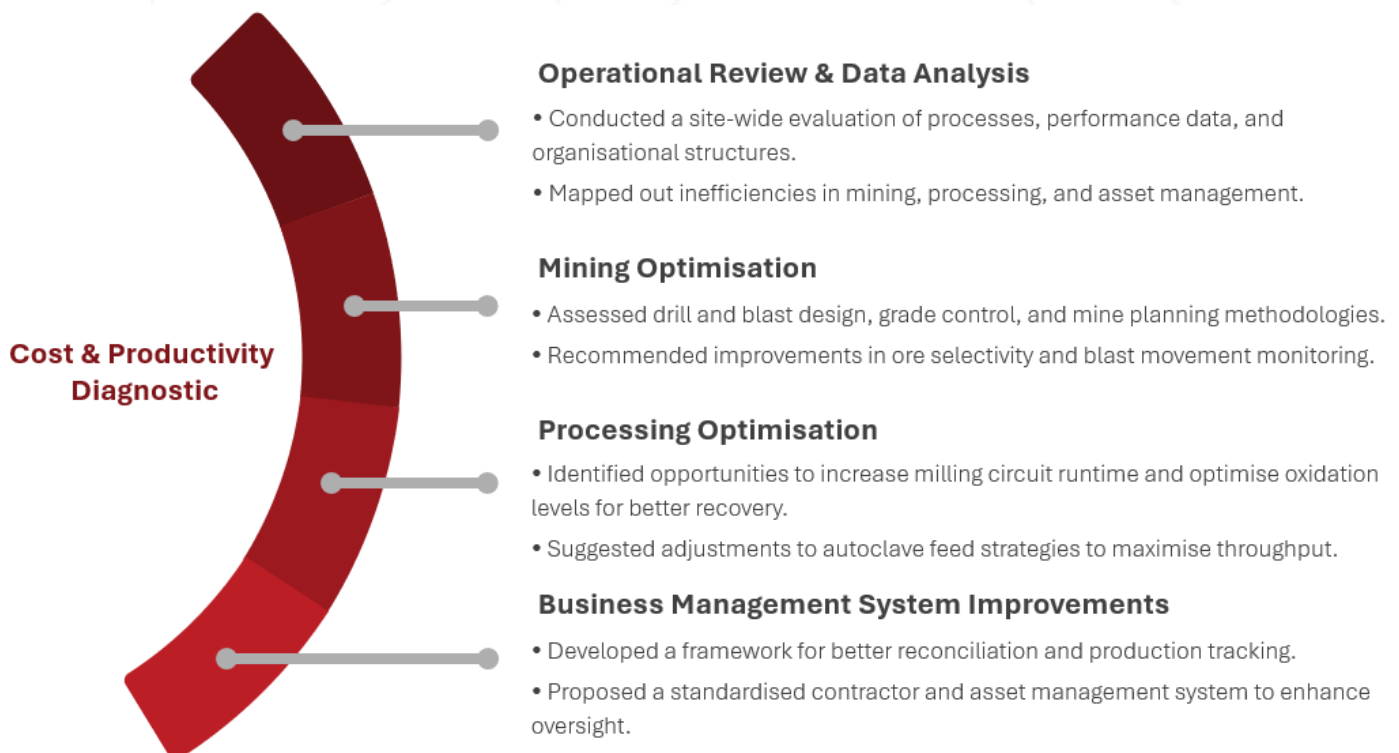 Operational Review & Data Analysis
• Conducted a site-wide evaluation of processes, performance data, and
organisational structures.
• Mapped out inefficiencies in mining, processing, and asset management.
Mining Optimisation
• Assessed drill and blast design, grade control, and mine planning methodologies.
• Recommended improvements in ore selectivity and blast movement monitoring.
Cost & Productivity
Diagnostic
Processing Optimisation
• Identified opportunities to increase milling circuit runtime and optimise oxidation
levels for better recovery.
• Suggested adjustments to autoclave feed strategies to maximise throughput.
Business Management System Improvements
• Developed a framework for better reconciliation and production tracking.
• Proposed a standardised contractor and asset management system to enhance
oversight.